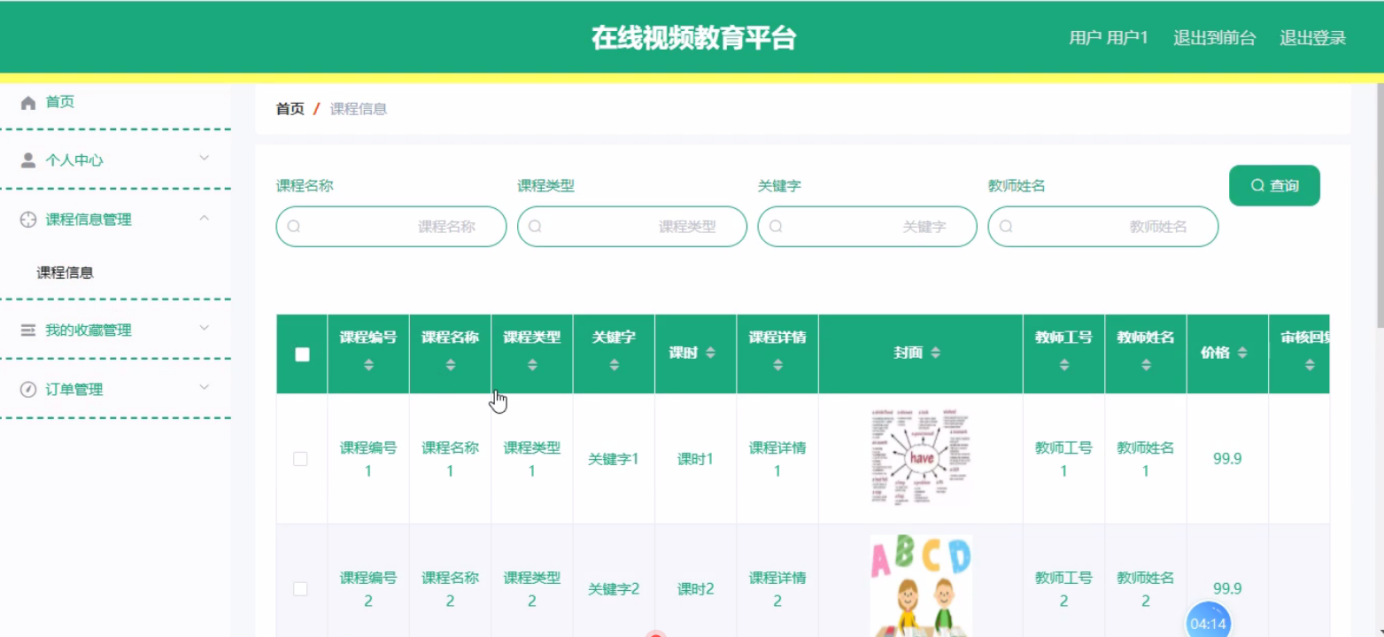 在线视频教育平台
用户 用户1 退出到前台 退出登录
首页
个人中心
课程信息管理
课程信息
我的收藏管理
订单管理
首页 / 课程信息
课程名称 课程类型 关键字 教师姓名 查询
课程名称 课程类型 关键字 教师姓名
课程编号 课程名称 课程类型 关键字 课时 课程详情 封面 教师工号 教师姓名 价格 审核回复
课程编号1 课程名称1 课程类型1 关键字1 课时1 课程详情1 have 教师工号1 教师姓名1 99.9
课程编号2 课程名称2 课程类型2 关键字2 课时2 课程详情2 ABCD 教师工号2 教师姓名2 99.9
04:14